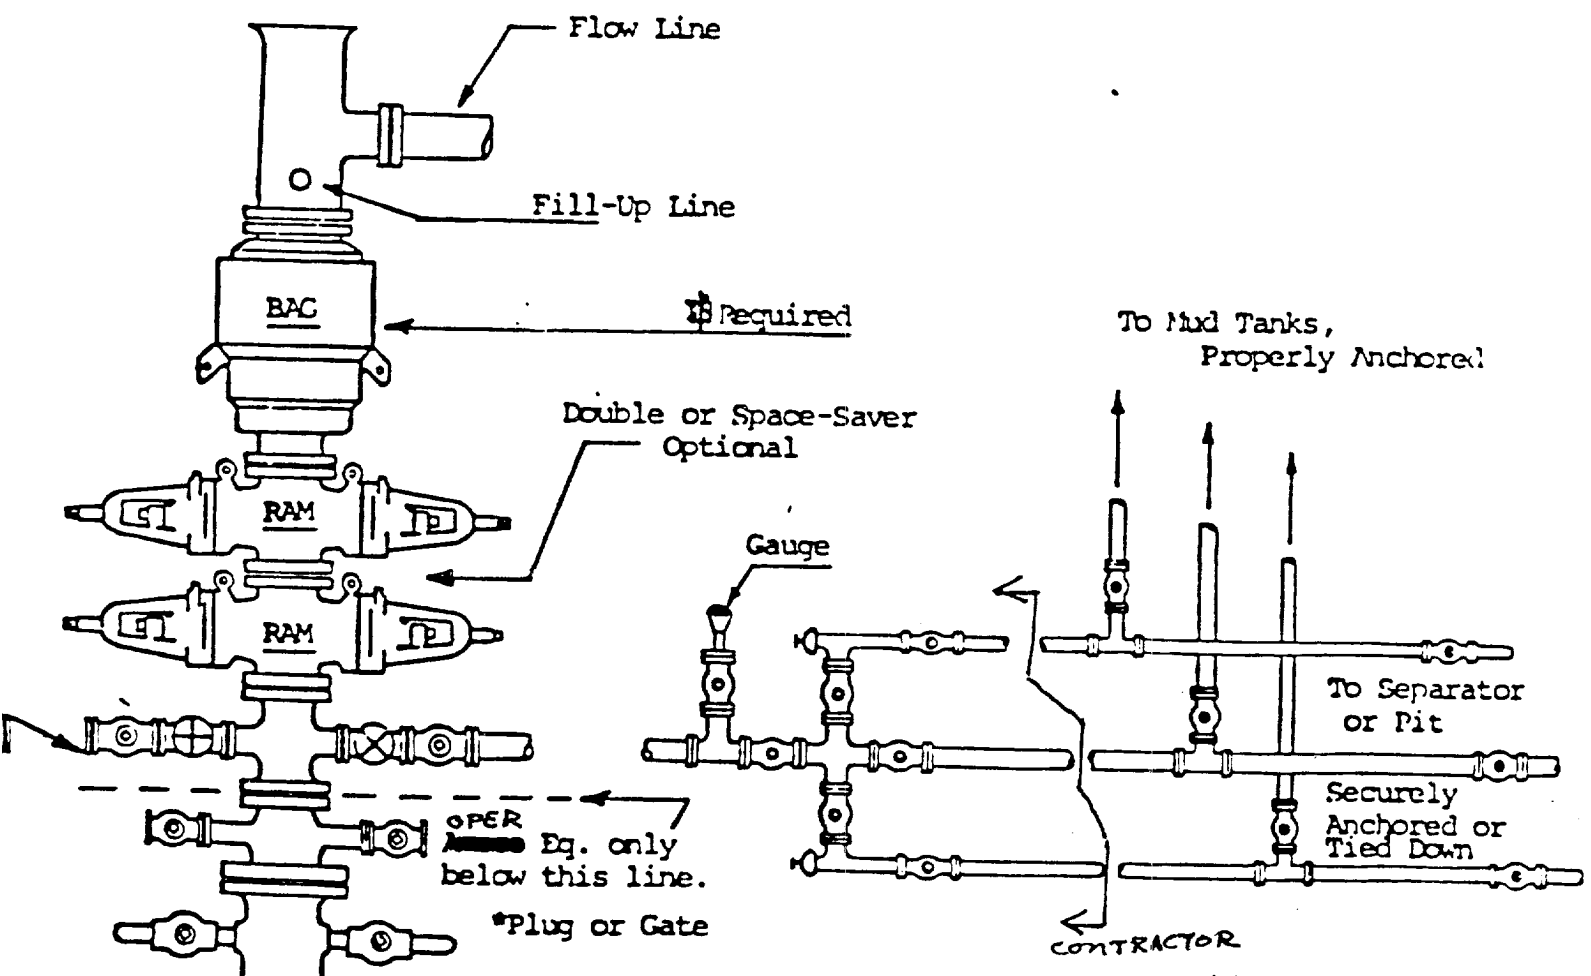 Flow Line
Fill-Up Line
BAG
Required
To Mud Tanks,
Properly Anchored
Double or Space-Saver
Optional
RAM
Gauge
RAM
To Separator
or Pit
Securely
Anchored or
Tied Down
OPER
Eq. only
below this line.
*Plug or Gate
CONTRACTOR